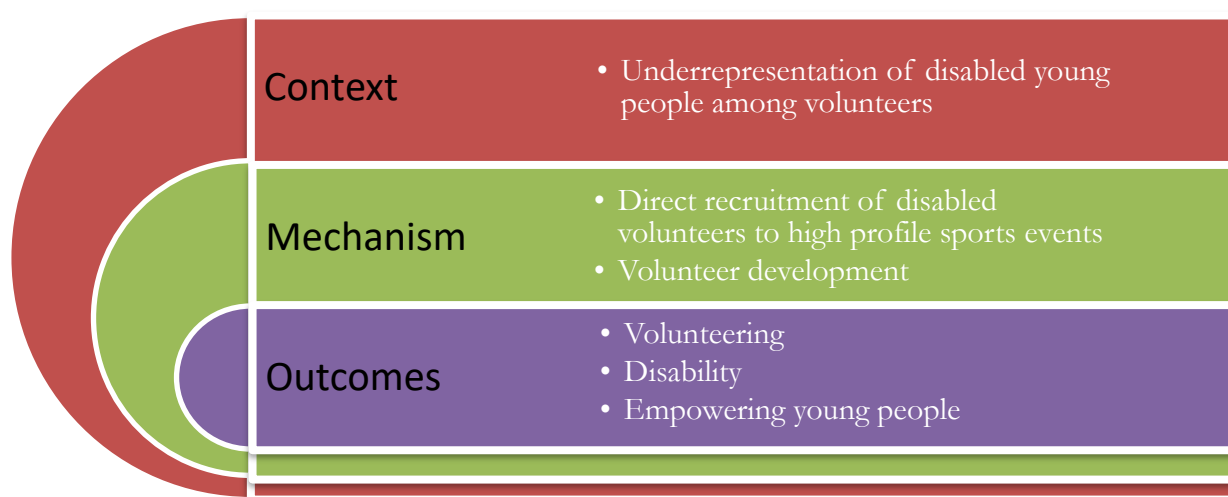 Context
• Underrepresentation of disabled young
people among volunteers
Mechanism
• Direct recruitment of disabled
volunteers to high profile sports events
• Volunteer development
Outcomes
• Volunteering
• Disability
• Empowering young people